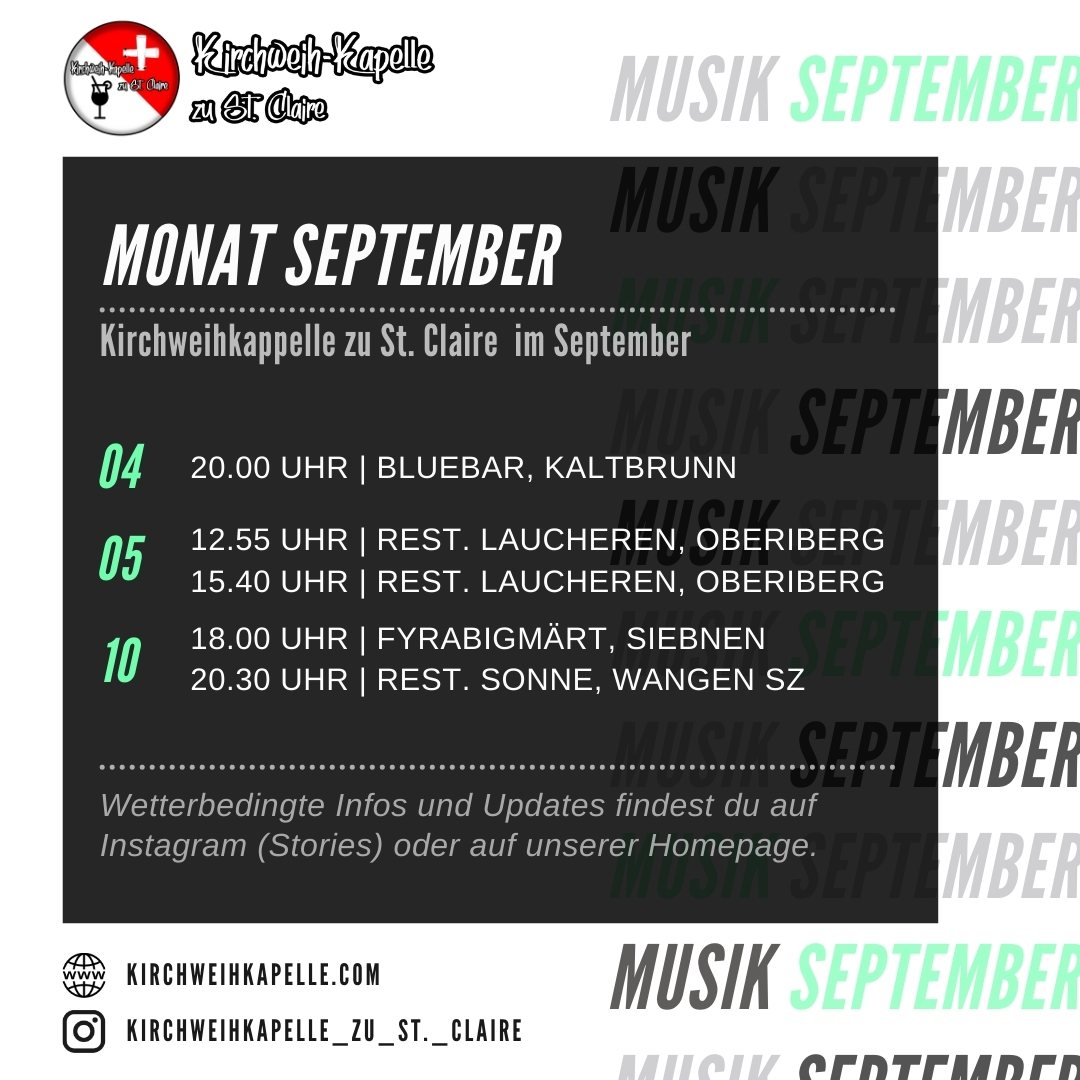 Kirchweih-Kapelle
zu St. Claire
Kirchweih-Kapelle
zu St. Claire
MUSIK SEPTEMBER
MUSIK SEPTEMBER
MONAT SEPTEMBER
MUSIK SEPTEMBER
Kirchweihkappelle zu St. Claire im September
MUSIK SEPTEMBER
04
20.00 UHR | BLUEBAR, KALTBRUNN
MUSIK SEPTEMBER
05
12.55 UHR | REST. LAUCHEREN, OBERIBERG
15.40 UHR | REST. LAUCHEREN, OBERIBERG
MUSIK SEPTEMBER
10
18.00 UHR | FYRABIGMÄRT, SIEBNEN
20.30 UHR | REST. SONNE, WANGEN SZ
MUSIK SEPTEMBER
Wetterbedingte Infos und Updates findest du auf
Instagram (Stories) oder auf unserer Homepage.
MUSIK SEPTEMBER
MUSIK SEPTEMBER
WWW
KIRCHWEIHKAPELLE.COM
KIRCHWEIHKAPELLE_ZU_ST._CLAIRE
MUSIK SEPTEMBER